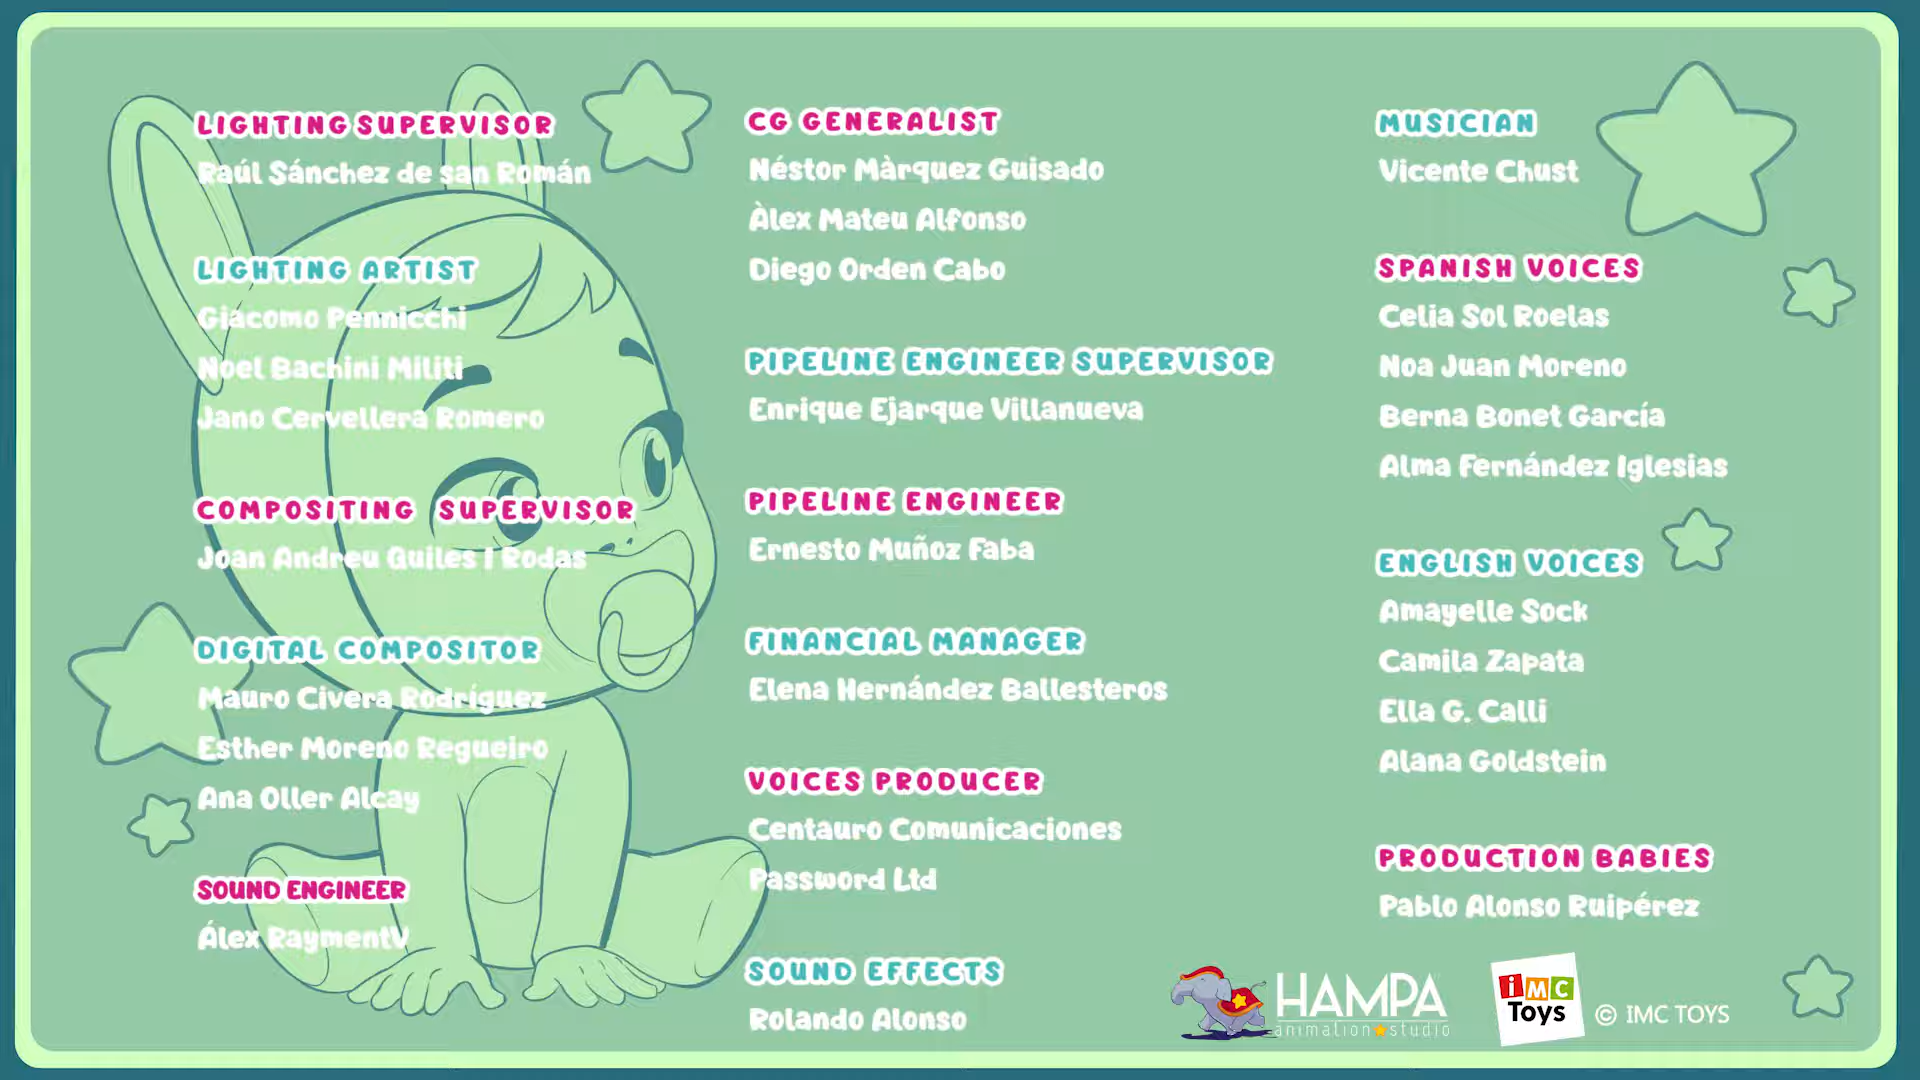 LIGHTING SUPERVISOR
Raúl Sánchez de san Román
LIGHTING ARTIST
Giacomo Pennicchi
Noel Bachini Militi
Jano Cervellera Romero
COMPOSITING SUPERVISOR
Joan Andreu Quiles I Rodas
DIGITAL COMPOSITOR
Mauro Civera Rodríguez
Esther Moreno Regueiro
Ana Oller Alcay
SOUND ENGINEER
Álex RaymentV
CG GENERALIST
Néstor Màrquez Guisado
Àlex Mateu Alfonso
Diego Orden Cabo
PIPELINE ENGINEER SUPERVISOR
Enrique Ejarque Villanueva
PIPELINE ENGINEER
Ernesto Muñoz Faba
FINANCIAL MANAGER
Elena Hernández Ballesteros
VOICES PRODUCER
Centauro Comunicaciones
Password Ltd
SOUND EFFECTS
Rolando Alonso
MUSICIAN
Vicente Chust
SPANISH VOICES
Celia Sol Roelas
Noa Juan Moreno
Berna Bonet García
Alma Fernández Iglesias
ENGLISH VOICES
Amayelle Sock
Camila Zapata
Ella G. Calli
Alana Goldstein
PRODUCTION BABIES
Pablo Alonso Ruipérez
HAMPA
animation studio
iMC
Toys
© IMC TOYS